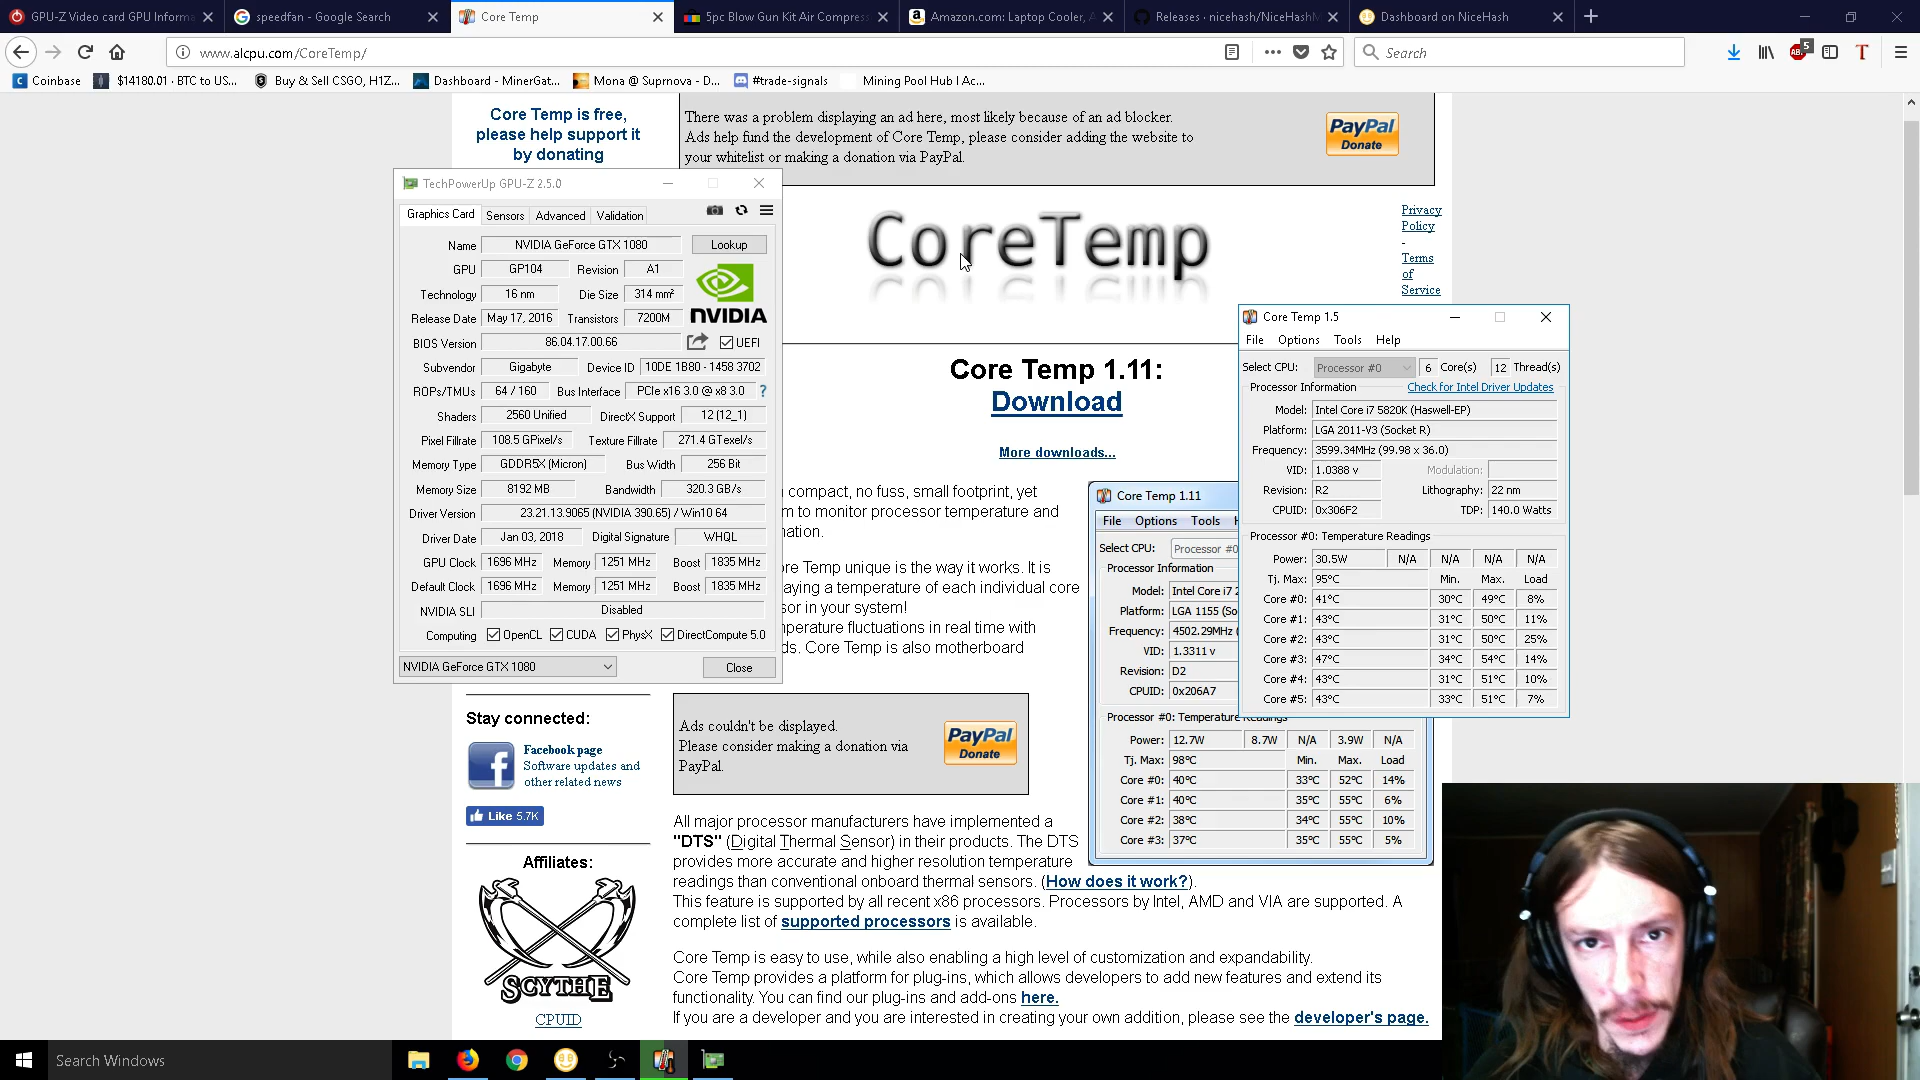 GPU-Z Video card GPU Informa
speedfan - Google Search
Core Temp
5pc Blow Gun Kit Air Compress
Amazon.com: Laptop Cooler, A
Releases · nicehash/NiceHashM
Dashboard on NiceHash
www.alcpu.com/CoreTemp/
Search
5
Coinbase
$14180.01 · BTC to US...
Buy & Sell CSGO, H1Z...
Dashboard - MinerGat...
Mona @ Suprnova - D...
#trade-signals
Mining Pool Hub | Ac...
Core Temp is free,
please help support it
by donating
There was a problem displaying an ad here, most likely because of an ad blocker.
Ads help fund the development of Core Temp, please consider adding the website to
your whitelist or making a donation via PayPal.
PayPal
Donate
CoreTemp
Privacy
Policy
-
Terms
of
Service
TechPowerUp GPU-Z 2.5.0
Graphics Card Sensors Advanced Validation
Name NVIDIA GeForce GTX 1080 Lookup
GPU GP104 Revision A1
Technology 16 nm Die Size 314 mm²
Release Date May 17, 2016 Transistors 7200M
NVIDIA
BIOS Version 86.04.17.00.66 UEFI
Subvendor Gigabyte Device ID 10DE 1B80 - 1458 3702
ROPs/TMUs 64 / 160 Bus Interface PCIe x16 3.0 @ x8 3.0 ?
Shaders 2560 Unified DirectX Support 12 (12_1)
Pixel Fillrate 108.5 GPixel/s Texture Fillrate 271.4 GTexel/s
Memory Type GDDR5X (Micron) Bus Width 256 Bit
Memory Size 8192 MB Bandwidth 320.3 GB/s
Driver Version 23.21.13.9065 (NVIDIA 390.65) / Win10 64
Driver Date Jan 03, 2018 Digital Signature WHQL
GPU Clock 1696 MHz Memory 1251 MHz Boost 1835 MHz
Default Clock 1696 MHz Memory 1251 MHz Boost 1835 MHz
NVIDIA SLI Disabled
Computing OpenCL CUDA PhysX DirectCompute 5.0
NVIDIA GeForce GTX 1080 Close
Core Temp 1.11:
Download
More downloads...
compact, no fuss, small footprint, yet
m to monitor processor temperature and
ation.
re Temp unique is the way it works. It is
aying a temperature of each individual core
sor in your system!
perature fluctuations in real time with
ds. Core Temp is also motherboard
Core Temp 1.5
File Options Tools Help
Select CPU: Processor #0 6 Core(s) 12 Thread(s)
Processor Information Check for Intel Driver Updates
Model: Intel Core i7 5820K (Haswell-EP)
Platform: LGA 2011-V3 (Socket R)
Frequency: 3599.34MHz (99.98 x 36.0)
VID: 1.0388 v Modulation:
Revision: R2 Lithography: 22 nm
CPUID: 0x306F2 TDP: 140.0 Watts
Processor #0: Temperature Readings
Power: 30.5W N/A N/A N/A N/A
Tj. Max: 95°C Min. Max. Load
Core #0: 41°C 30°C 49°C 8%
Core #1: 43°C 31°C 50°C 11%
Core #2: 43°C 31°C 50°C 25%
Core #3: 47°C 34°C 54°C 14%
Core #4: 43°C 31°C 51°C 10%
Core #5: 43°C 33°C 51°C 7%
Core Temp 1.11
File Options Tools H
Select CPU: Processor #0
Processor Information
Model: Intel Core i7 2
Platform: LGA 1155 (So
Frequency: 4502.29MHz (
VID: 1.3311 v
Revision: D2
CPUID: 0x206A7
Processor #0: Temperature Readings
Power: 12.7W 8.7W N/A 3.9W N/A
Tj. Max: 98°C Min. Max. Load
Core #0: 40°C 33°C 52°C 14%
Core #1: 40°C 35°C 55°C 6%
Core #2: 38°C 34°C 55°C 10%
Core #3: 37°C 35°C 55°C 5%
Stay connected:
Facebook page
Software updates and
other related news
Like 5.7K
Affiliates:
SCYTHE
CPUID
Ads couldn't be displayed.
Please consider making a donation via
PayPal.
PayPal
Donate
All major processor manufacturers have implemented a
"DTS" (Digital Thermal Sensor) in their products. The DTS
provides more accurate and higher resolution temperature
readings than conventional onboard thermal sensors. (How does it work?).
This feature is supported by all recent x86 processors. Processors by Intel, AMD and VIA are supported. A
complete list of supported processors is available.
Core Temp is easy to use, while also enabling a high level of customization and expandability.
Core Temp provides a platform for plug-ins, which allows developers to add new features and extend its
functionality. You can find our plug-ins and add-ons here.
If you are a developer and you are interested in creating your own addition, please see the developer's page.
Search Windows